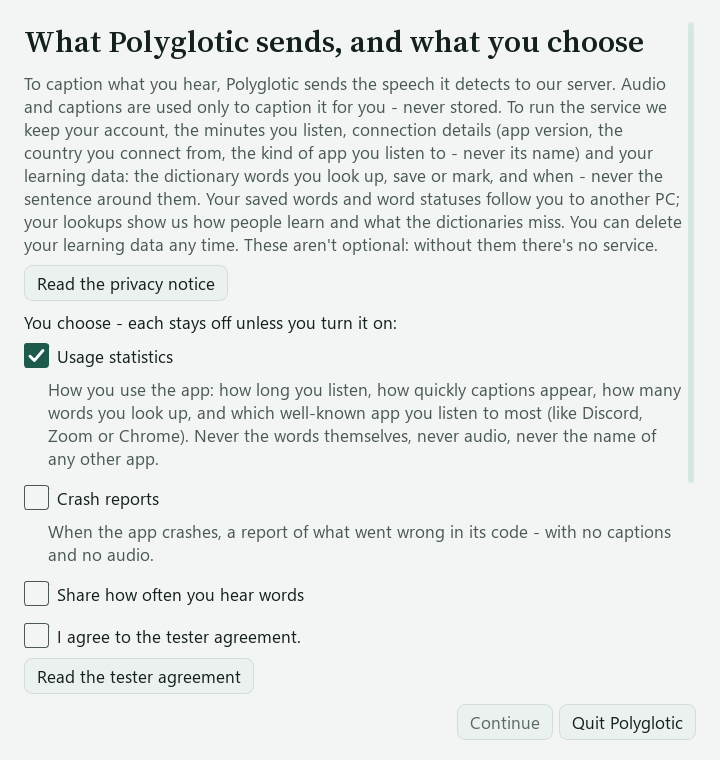 What Polyglotic sends, and what you choose
To caption what you hear, Polyglotic sends the speech it detects to our server. Audio
and captions are used only to caption it for you - never stored. To run the service we
keep your account, the minutes you listen, connection details (app version, the
country you connect from, the kind of app you listen to - never its name) and your
learning data: the dictionary words you look up, save or mark, and when - never the
sentence around them. Your saved words and word statuses follow you to another PC;
your lookups show us how people learn and what the dictionaries miss. You can delete
your learning data any time. These aren't optional: without them there's no service.
Read the privacy notice
You choose - each stays off unless you turn it on:
Usage statistics
How you use the app: how long you listen, how quickly captions appear, how many
words you look up, and which well-known app you listen to most (like Discord,
Zoom or Chrome). Never the words themselves, never audio, never the name of
any other app.
Crash reports
When the app crashes, a report of what went wrong in its code - with no captions
and no audio.
Share how often you hear words
I agree to the tester agreement.
Read the tester agreement
Continue
Quit Polyglotic